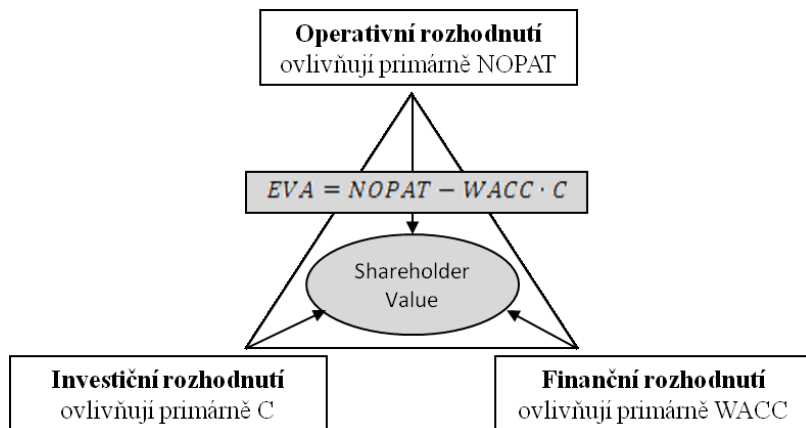 Operativní rozhodnutí
ovlivňují primárně NOPAT
EVA = NOPAT − WACC · C
Shareholder
Value
Investiční rozhodnutí
ovlivňují primárně C
Finanční rozhodnutí
ovlivňují primárně WACC